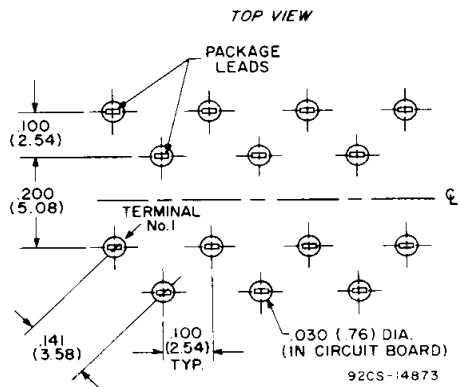 TOP VIEW
PACKAGE
LEADS
.100
(2.54)
.200
(5.08)
TERMINAL
No.1
℄
.141
(3.58)
.100
(2.54)
TYP.
.030 (.76) DIA.
(IN CIRCUIT BOARD)
92CS-14873